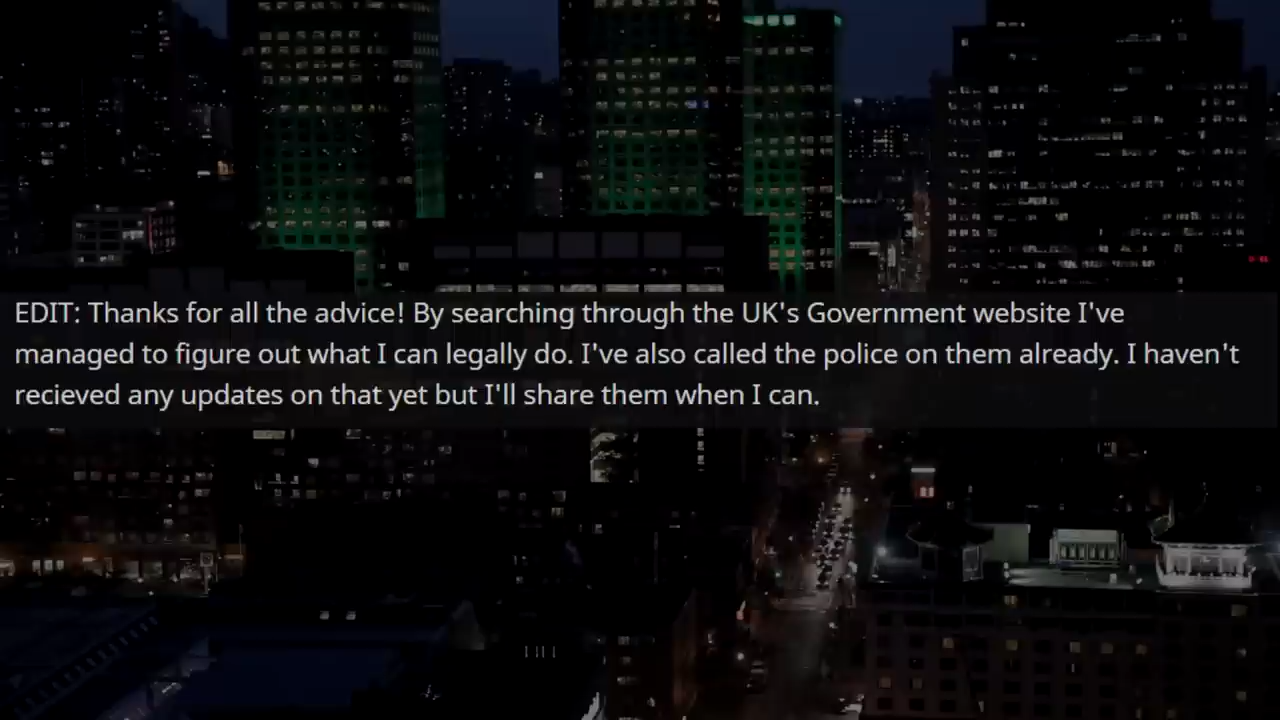 EDIT: Thanks for all the advice! By searching through the UK's Government website I've
managed to figure out what I can legally do. I've also called the police on them already. I haven't
recieved any updates on that yet but I'll share them when I can.